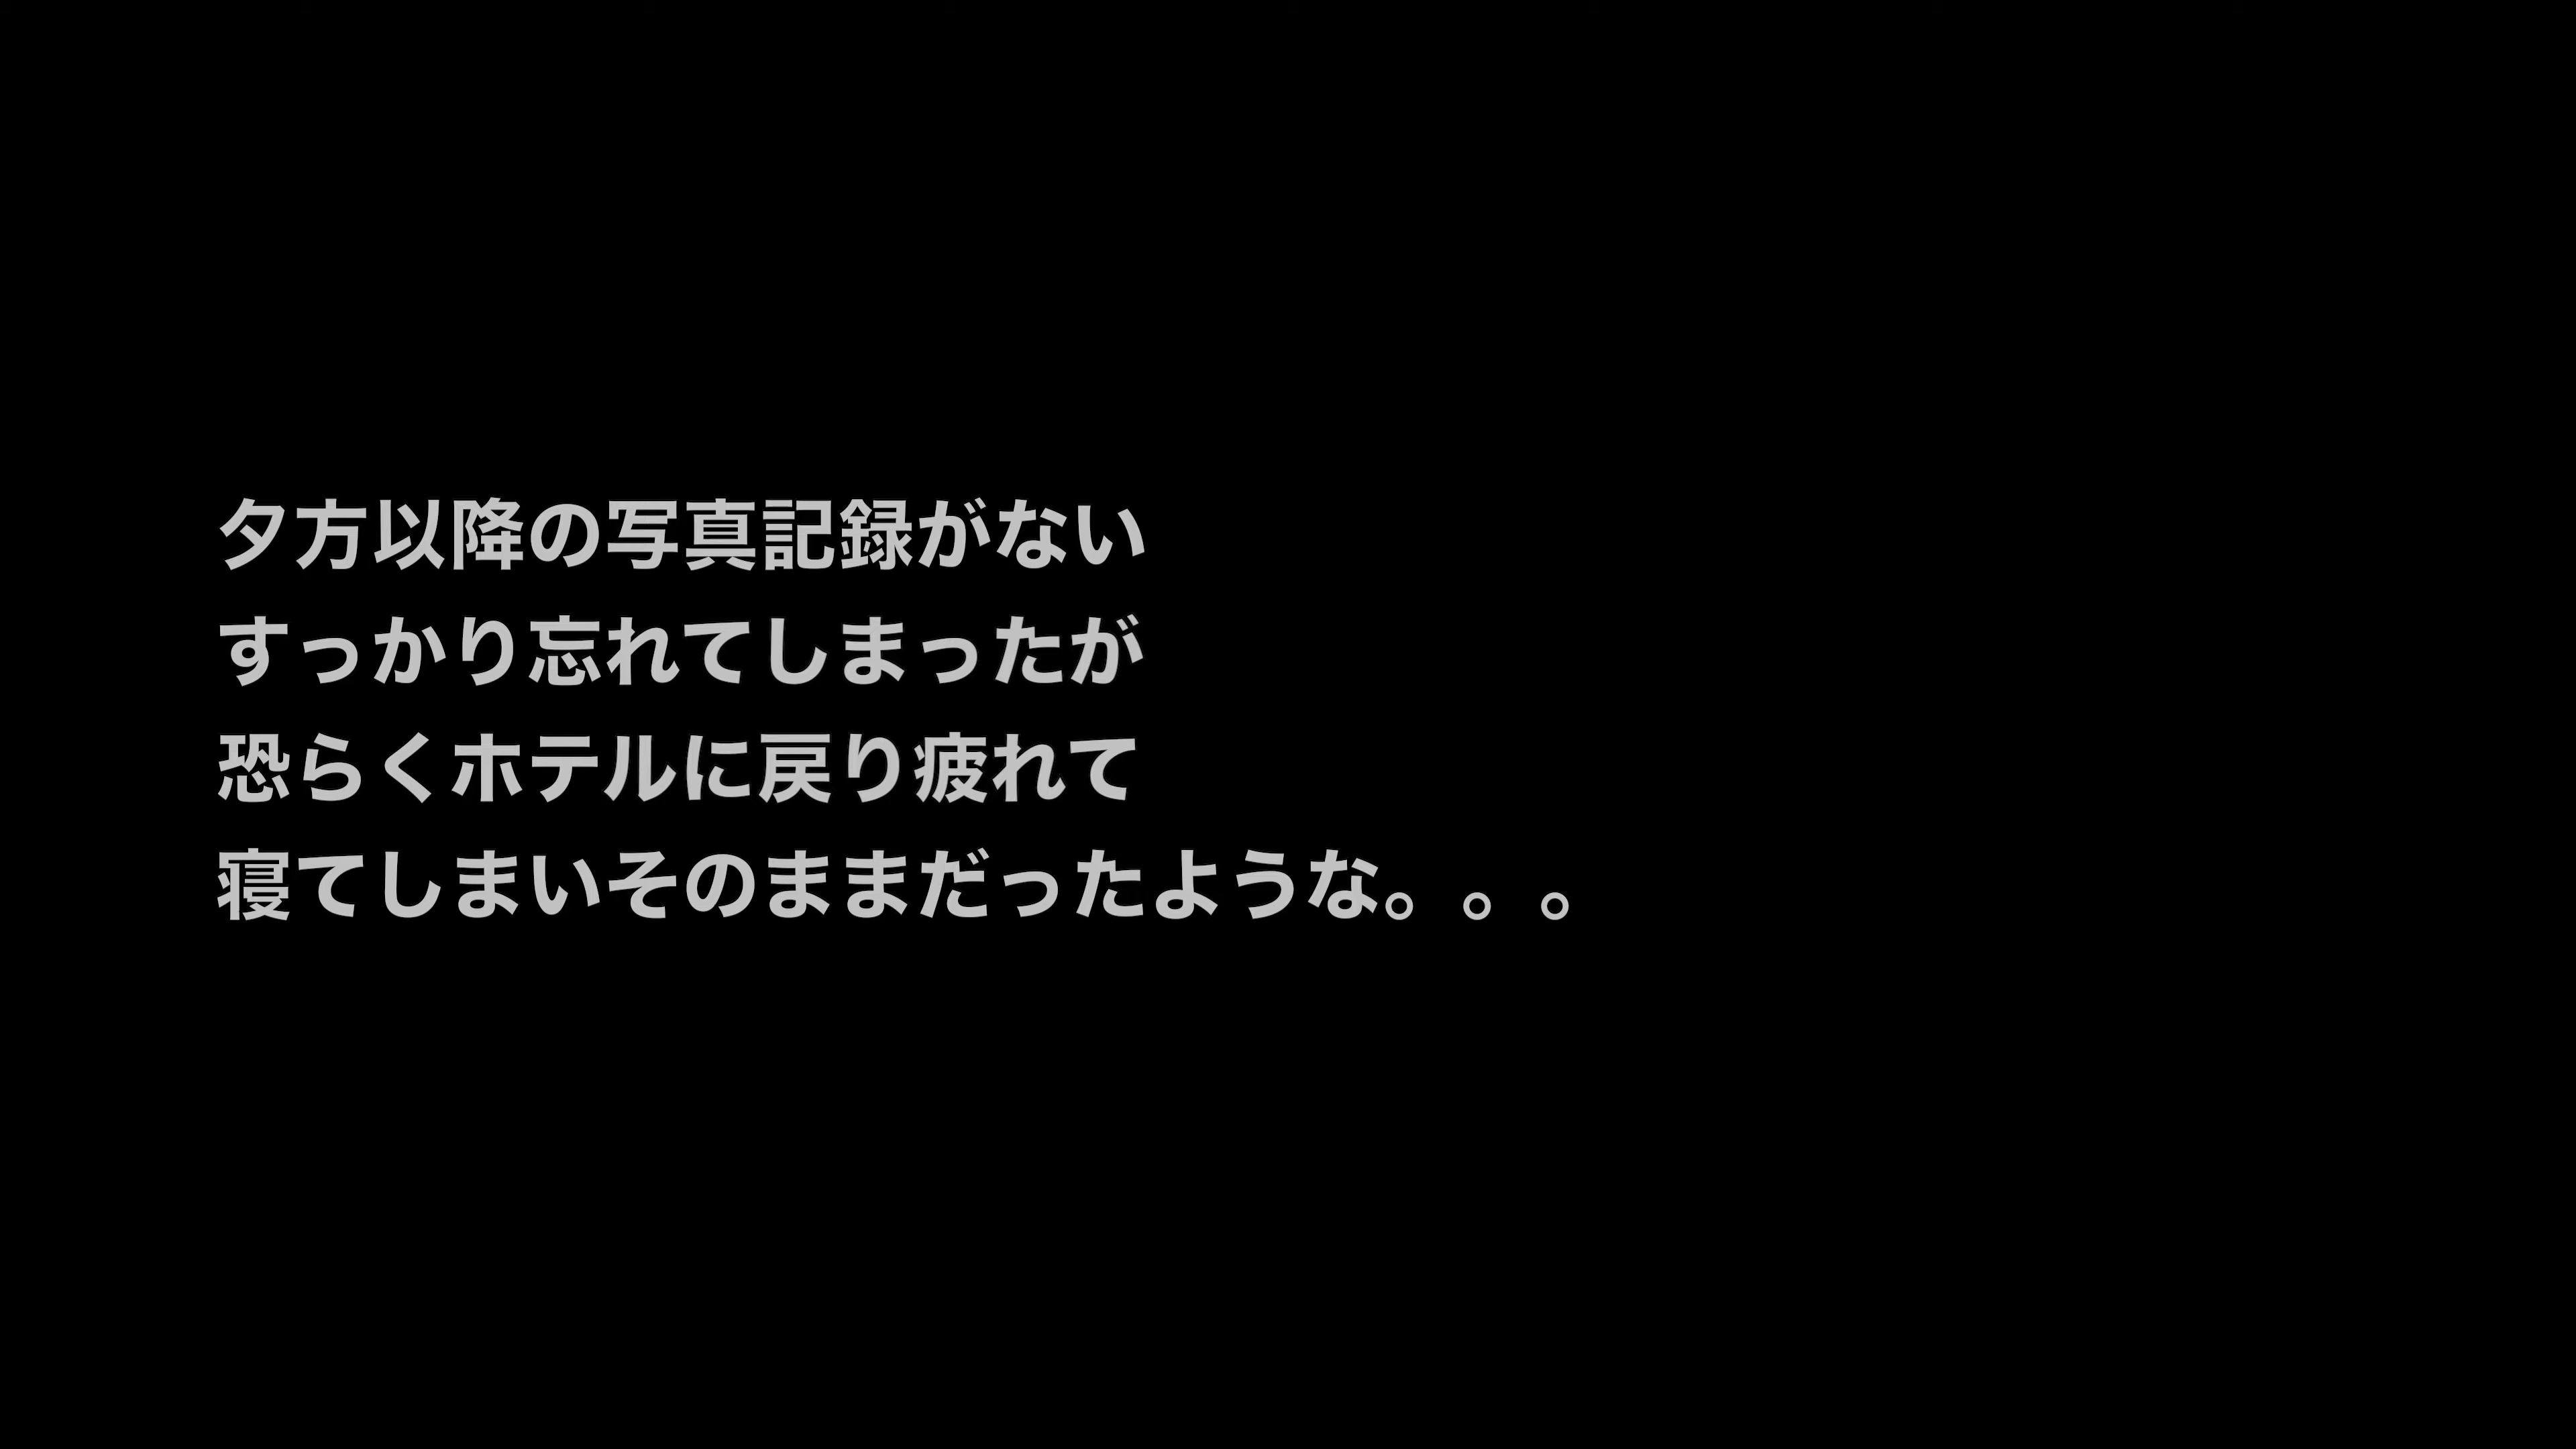 夕方以降の写真記録がない
すっかり忘れてしまったが
恐らくホテルに戻り疲れて
寝てしまいそのままだったような。。。